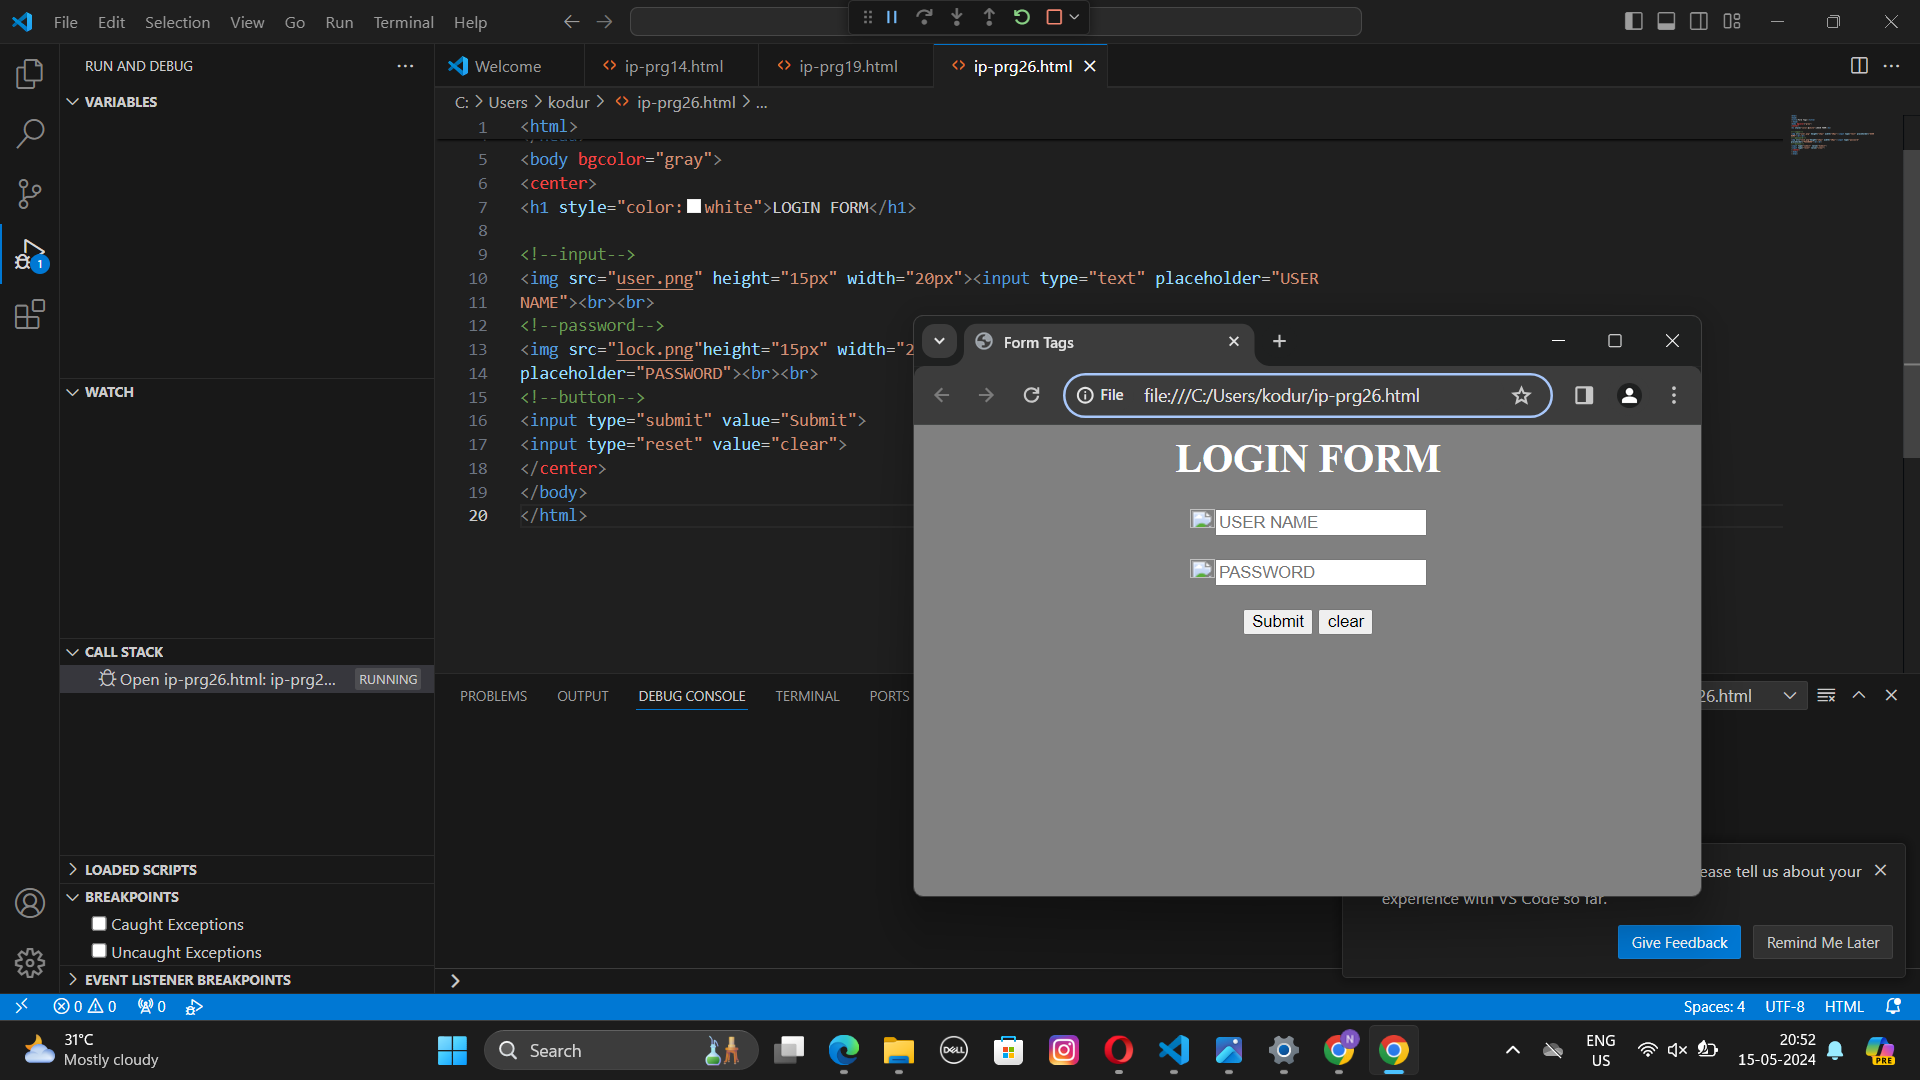 File Edit Selection View Go Run Terminal Help
RUN AND DEBUG
VARIABLES
WATCH
CALL STACK
Open ip-prg26.html: ip-prg2... RUNNING
LOADED SCRIPTS
BREAKPOINTS
Caught Exceptions
Uncaught Exceptions
EVENT LISTENER BREAKPOINTS
Welcome ip-prg14.html ip-prg19.html ip-prg26.html
C: > Users > kodur > ip-prg26.html > ...
1 <html>
5 <body bgcolor="gray">
6 <center>
7 <h1 style="color:white">LOGIN FORM</h1>
8
9 <!--input-->
10 <img src="user.png" height="15px" width="20px"><input type="text" placeholder="USER
11 NAME"><br><br>
12 <!--password-->
13 <img src="lock.png"height="15px" width="2
14 placeholder="PASSWORD"><br><br>
15 <!--button-->
16 <input type="submit" value="Submit">
17 <input type="reset" value="clear">
18 </center>
19 </body>
20 </html>
Form Tags
File file:///C:/Users/kodur/ip-prg26.html
LOGIN FORM
USER NAME
PASSWORD
Submit clear
PROBLEMS OUTPUT DEBUG CONSOLE TERMINAL PORTS
26.html
ease tell us about your
experience with VS Code so far.
Give Feedback Remind Me Later
1
0 0 0
Spaces: 4 UTF-8 HTML
31°C
Mostly cloudy
Search
DELL
N
ENG
US
20:52
15-05-2024
PRE